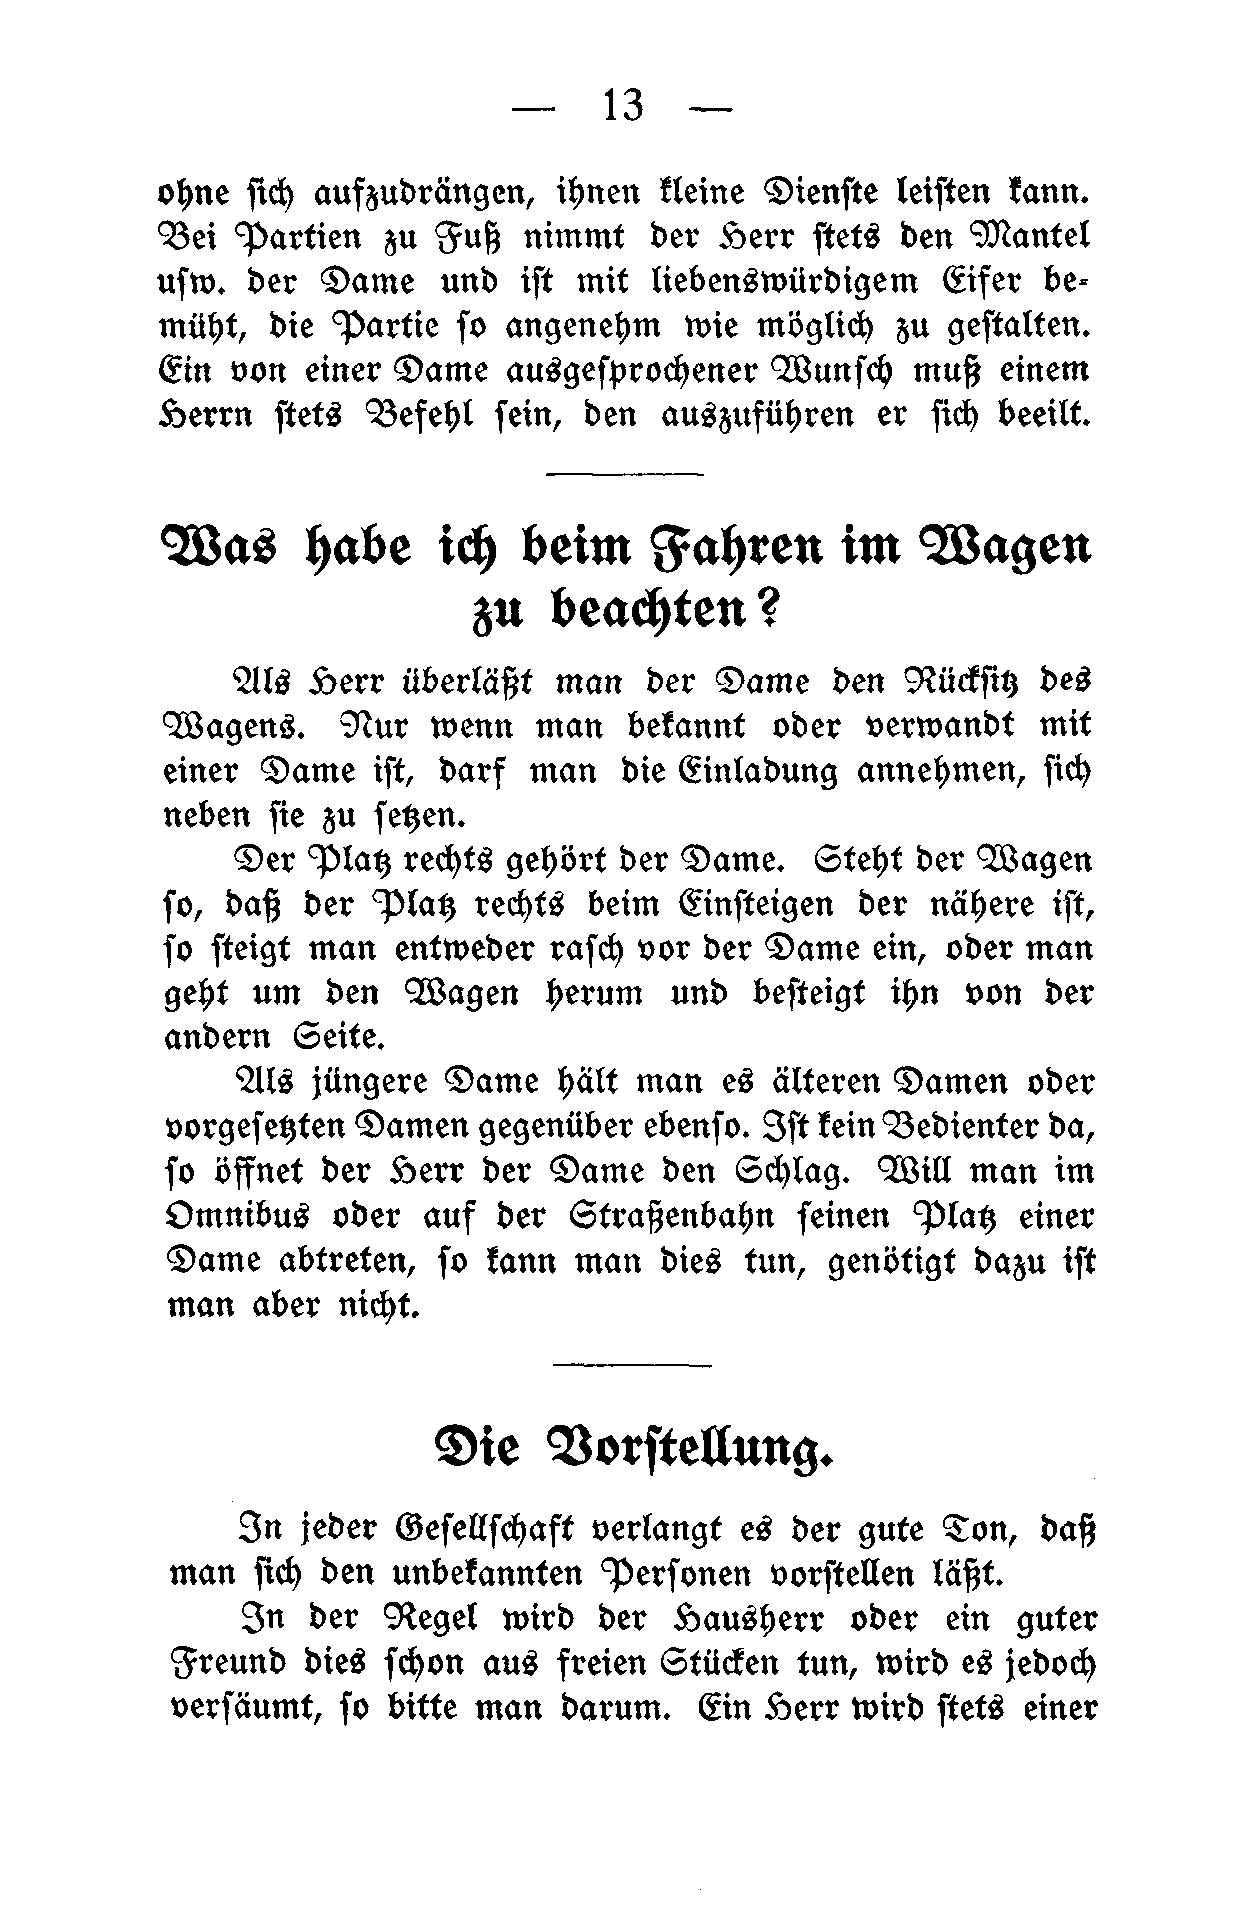 — 13 —
ohne ſich aufzudrängen, ihnen kleine Dienſte leiſten kann.
Bei Partien zu Fuß nimmt der Herr ſtets den Mantel
uſw. der Dame und iſt mit liebenswürdigem Eifer be-
müht, die Partie ſo angenehm wie möglich zu geſtalten.
Ein von einer Dame ausgeſprochener Wunſch muß einem
Herrn ſtets Befehl ſein, den auszuführen er ſich beeilt.
Was habe ich beim Fahren im Wagen
zu beachten?
Als Herr überläßt man der Dame den Rückſitz des
Wagens. Nur wenn man bekannt oder verwandt mit
einer Dame iſt, darf man die Einladung annehmen, ſich
neben ſie zu ſetzen.
Der Platz rechts gehört der Dame. Steht der Wagen
ſo, daß der Platz rechts beim Einſteigen der nähere iſt,
ſo ſteigt man entweder raſch vor der Dame ein, oder man
geht um den Wagen herum und beſteigt ihn von der
andern Seite.
Als jüngere Dame hält man es älteren Damen oder
vorgeſetzten Damen gegenüber ebenſo. Iſt kein Bedienter da,
ſo öffnet der Herr der Dame den Schlag. Will man im
Omnibus oder auf der Straßenbahn ſeinen Platz einer
Dame abtreten, ſo kann man dies tun, genötigt dazu iſt
man aber nicht.
Die Vorſtellung.
In jeder Geſellſchaft verlangt es der gute Ton, daß
man ſich den unbekannten Perſonen vorſtellen läßt.
In der Regel wird der Hausherr oder ein guter
Freund dies ſchon aus freien Stücken tun, wird es jedoch
verſäumt, ſo bitte man darum. Ein Herr wird ſtets einer